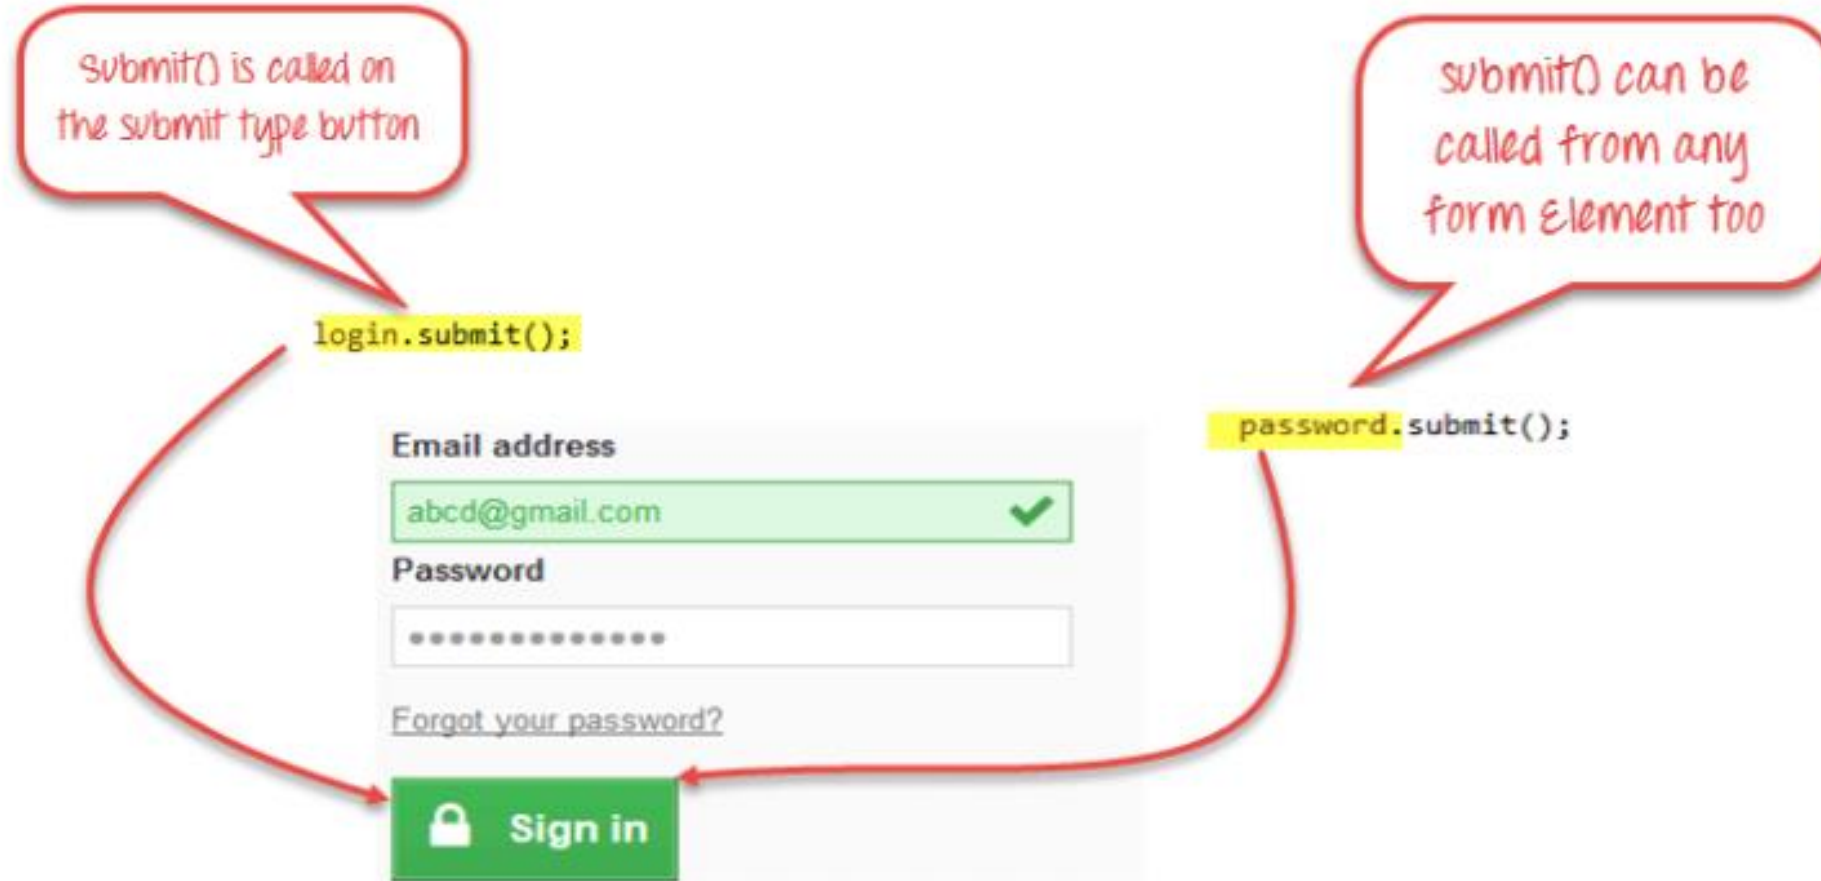 Submit() is called on
the submit type button
submit() can be
called from any
form Element too
login.submit();
password.submit();
Email address
abcd@gmail.com
Password
•••••••••••••
Forgot your password?
Sign in